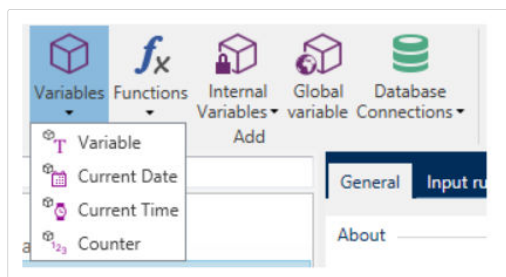 Variables Functions Internal Variables Global variable Database Connections
Add
Variable
Current Date
Current Time
Counter
General Input ru
About